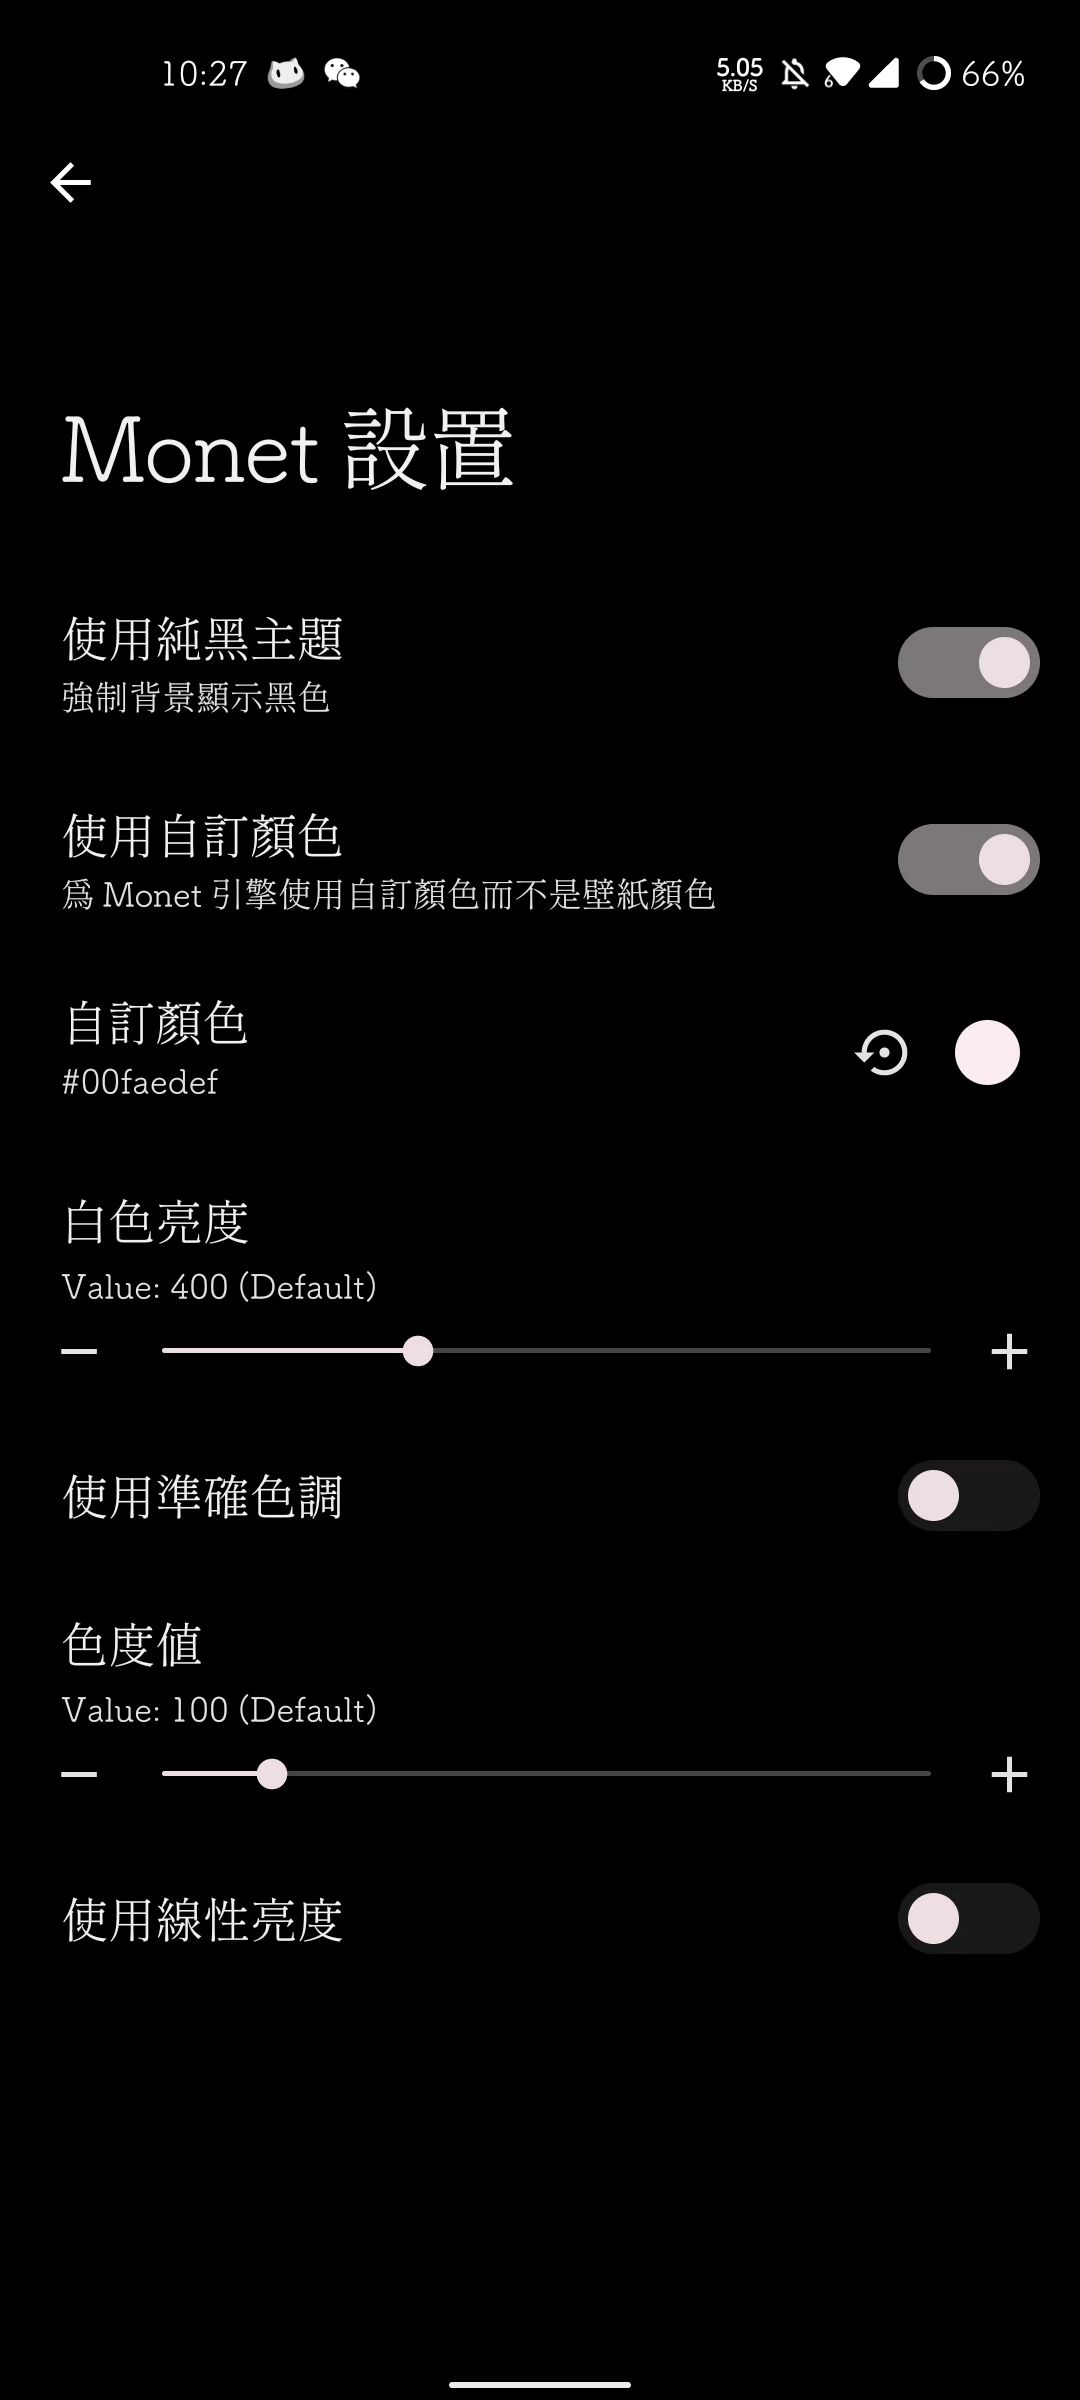 10:27
5.05
KB/S
6
66%
Monet 設置
使用純黑主題
強制背景顯示黑色
使用自訂顏色
爲 Monet 引擎使用自訂顏色而不是壁紙顏色
自訂顏色
#00faedef
白色亮度
Value: 400 (Default)
使用準確色調
色度値
Value: 100 (Default)
使用線性亮度